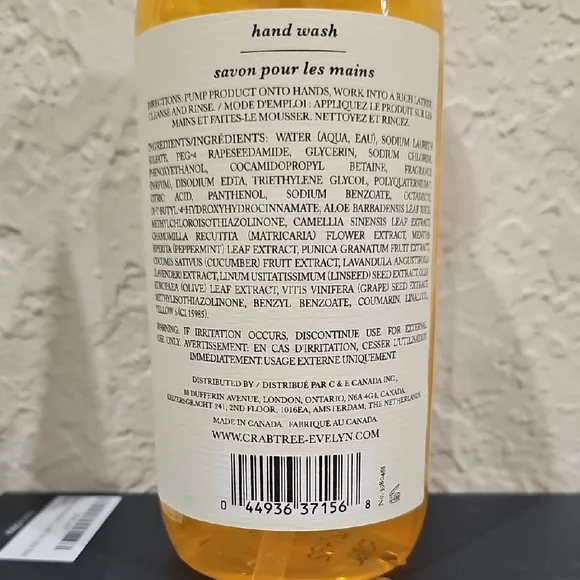 hand wash
savon pour les mains
DIRECTIONS: PUMP PRODUCT ONTO HANDS, WORK INTO A RICH LATHER,
CLEANSE AND RINSE. / MODE D'EMPLOI : APPLIQUEZ LE PRODUIT SUR LES
MAINS ET FAITES-LE MOUSSER. NETTOYEZ ET RINCEZ.
INGREDIENTS/INGRÉDIENTS: WATER (AQUA, EAU), SODIUM LAURETH
SULFATE, PEG-4 RAPESEEDAMIDE, GLYCERIN, SODIUM CHLORIDE,
PHENOXYETHANOL, COCAMIDOPROPYL BETAINE, FRAGRANCE
(PARFUM), DISODIUM EDTA, TRIETHYLENE GLYCOL, POLYQUATERNIUM-7
CITRIC ACID, PANTHENOL, SODIUM BENZOATE, OCTADECYL
DI-T-BUTYL-4-HYDROXYHYDROCINNAMATE, ALOE BARBADENSIS LEAF JUICE,
METHYLCHLOROISOTHIAZOLINONE, CAMELLIA SINENSIS LEAF EXTRACT,
CHAMOMILLA RECUTITA (MATRICARIA) FLOWER EXTRACT, MENTHA
PIPERITA (PEPPERMINT) LEAF EXTRACT, PUNICA GRANATUM FRUIT EXTRACT,
CUCUMIS SATIVUS (CUCUMBER) FRUIT EXTRACT, LAVANDULA ANGUSTIFOLIA
(LAVENDER) EXTRACT, LINUM USITATISSIMUM (LINSEED) SEED EXTRACT, OLEA
EUROPAEA (OLIVE) LEAF EXTRACT, VITIS VINIFERA (GRAPE) SEED EXTRACT,
METHYLISOTHIAZOLINONE, BENZYL BENZOATE, COUMARIN, LINALOOL,
YELLOW 6 (CI 15985).
WARNING: IF IRRITATION OCCURS, DISCONTINUE USE. FOR EXTERNAL
USE ONLY. AVERTISSEMENT: EN CAS D'IRRITATION, CESSER L'UTILISATION
IMMÉDIATEMENT. USAGE EXTERNE UNIQUEMENT.
DISTRIBUTED BY / DISTRIBUÉ PAR C & E CANADA INC.,
88 DUFFERIN AVENUE, LONDON, ONTARIO, N6A 4G4, CANADA,
KEIZERSGRACHT 241, 2ND FLOOR, 1016EA, AMSTERDAM, THE NETHERLANDS
MADE IN CANADA. FABRIQUÉ AU CANADA.
WWW.CRABTREE-EVELYN.COM
0 44936 37156 8